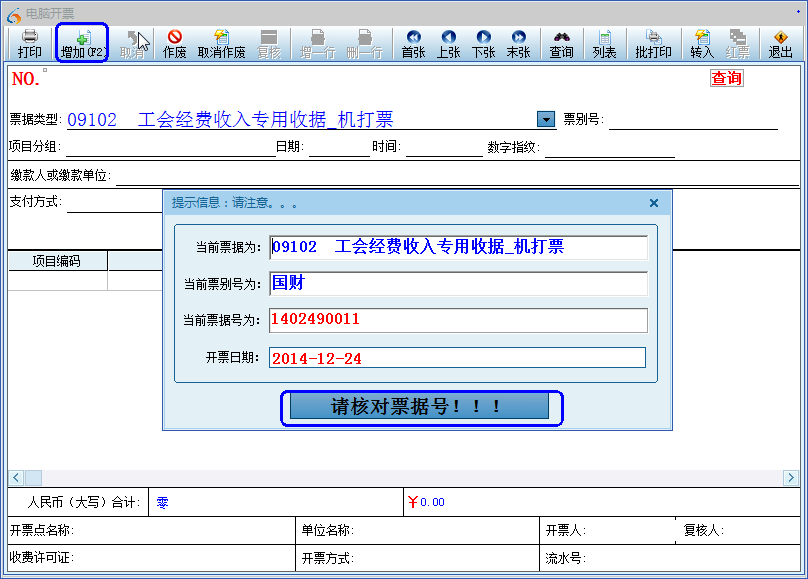 电脑开票
打印 增加(F2) 取消 作废 取消作废 复核 增一行 删一行 首张 上张 下张 末张 查询 列表 批打印 转入 红票 退出
NO. 查询
票据类型: 09102 工会经费收入专用收据_机打票 票别号:
项目分组: 日期: 时间: 数字指纹:
缴款人或缴款单位:
支付方式:
项目编码
提示信息:请注意。。。
当前票据为: 09102 工会经费收入专用收据_机打票
当前票别号为: 国财
当前票据号为: 1402490011
开票日期: 2014-12-24
请核对票据号！！！
人民币（大写）合计: 零 ￥0.00
开票点名称: 单位名称: 开票人: 复核人:
收费许可证: 开票方式: 流水号: